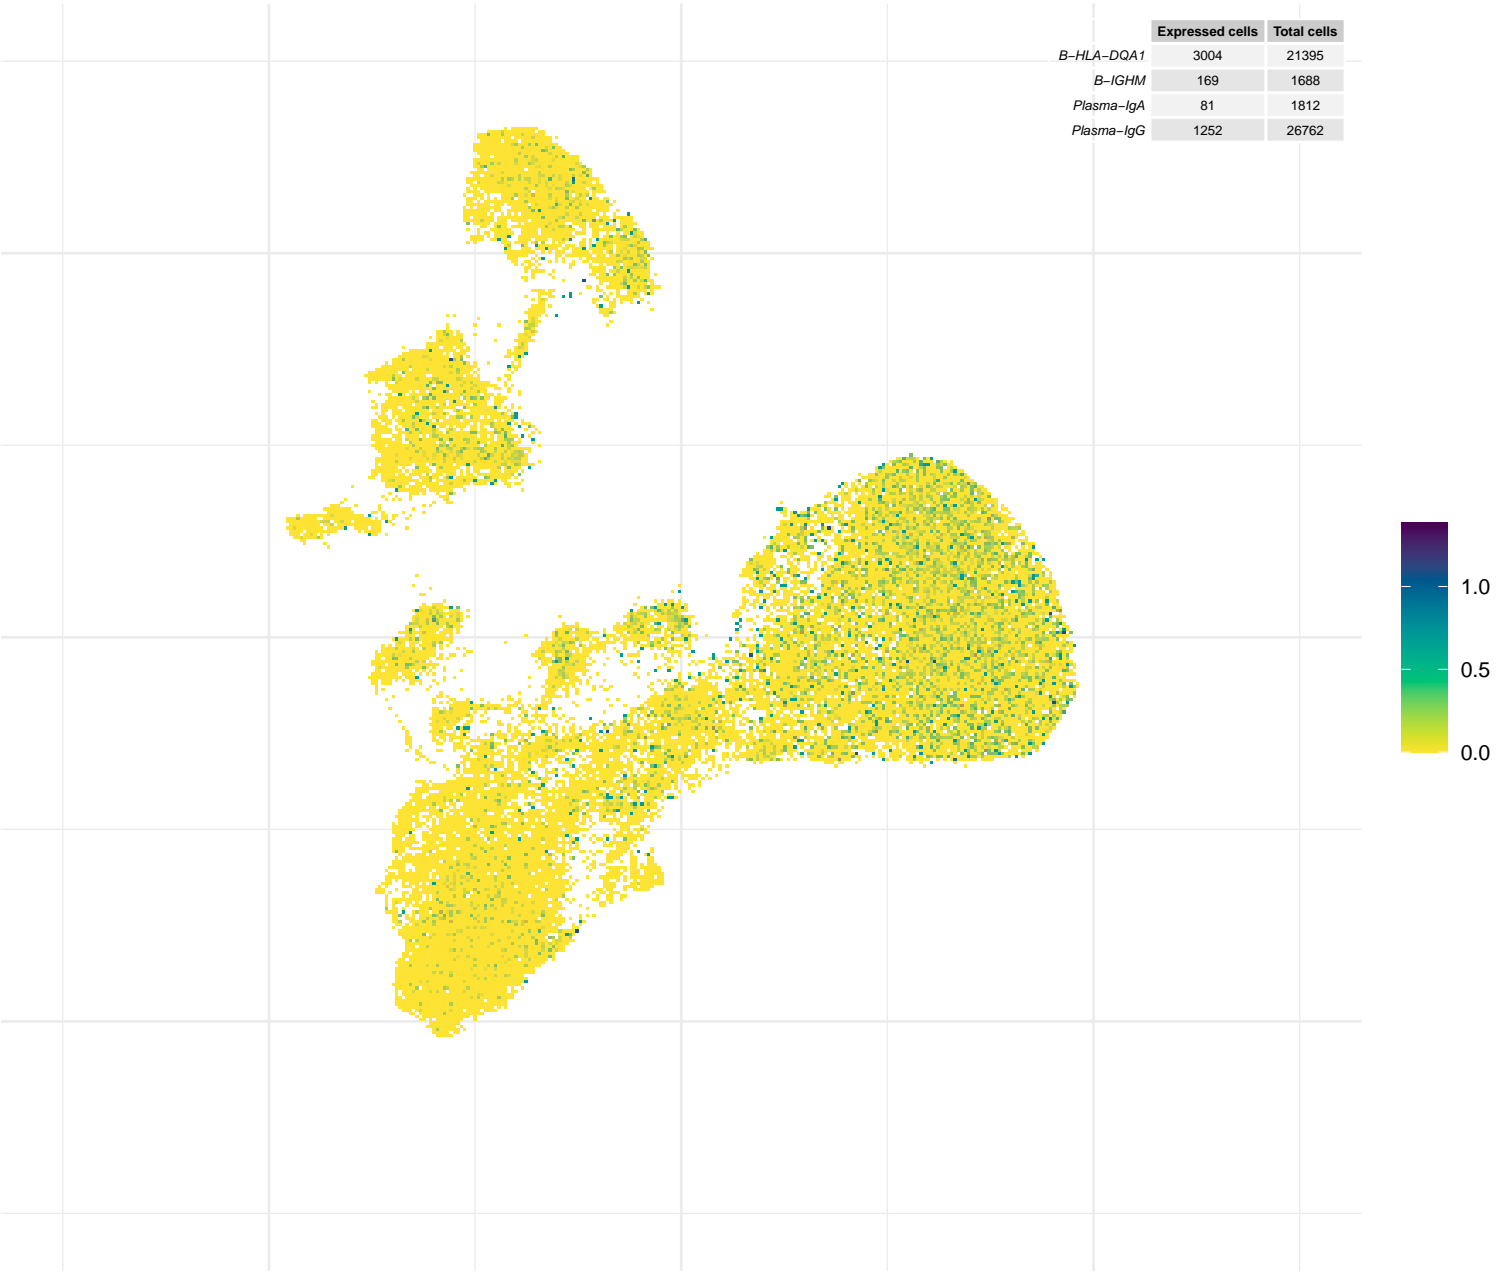 Expressed cells Total cells
B−HLA−DQA1 3004 21395
B−IGHM 169 1688
Plasma−IgA 81 1812
Plasma−IgG 1252 26762
1.0
0.5
0.0